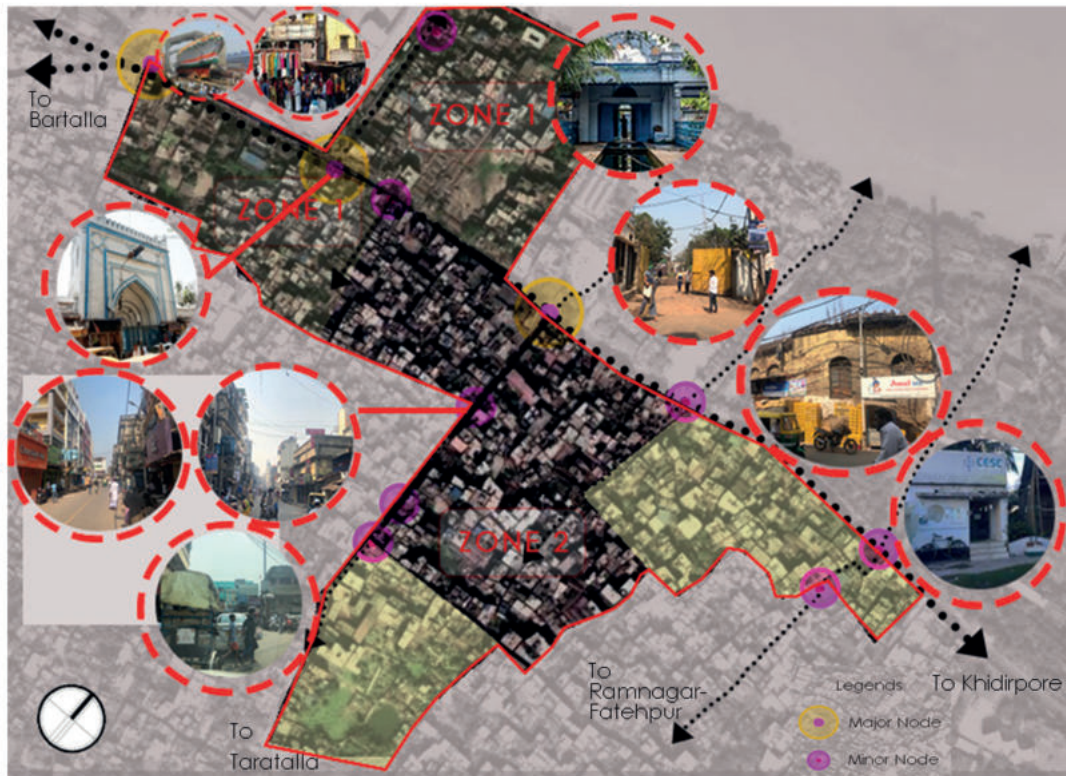 To
Bartalla
ZONE 1
ZONE 1
CESC
ZONE 2
To
Ramnagar-
Fatehpur
To Khidirpore
To
Taratalla
Legends
Major Node
Minor Node